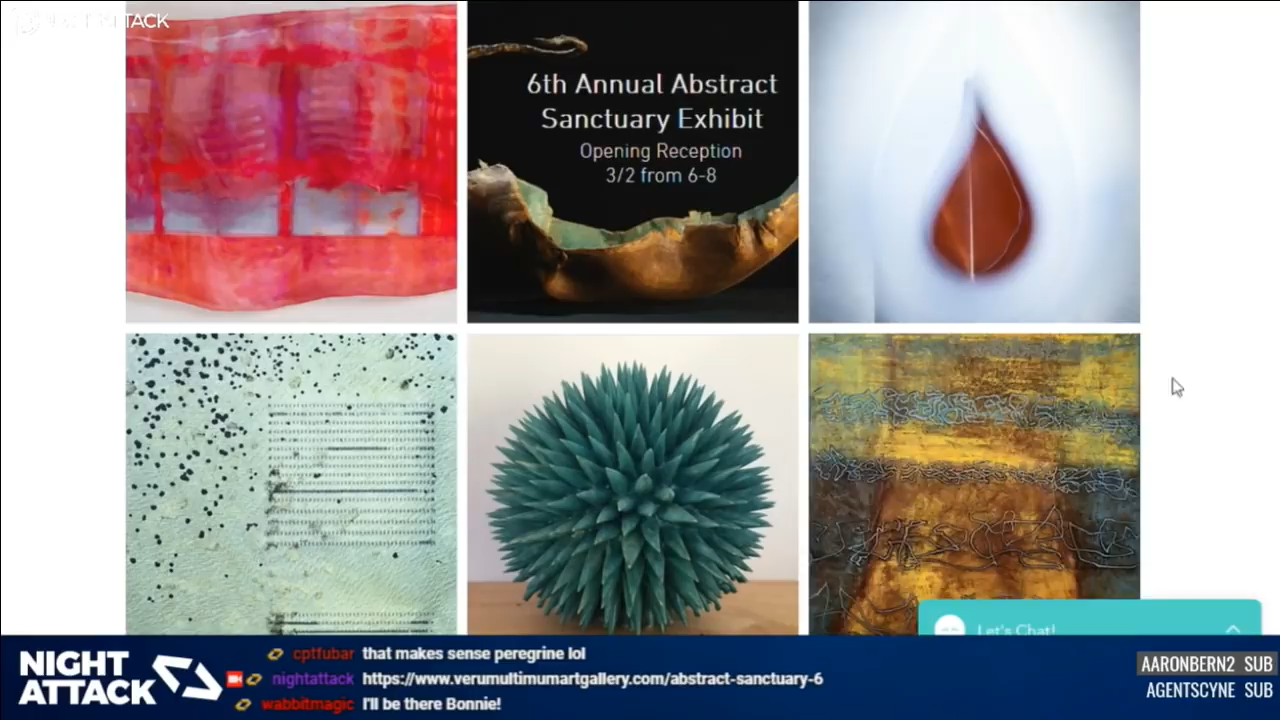 NIGHT ATTACK
6th Annual Abstract
Sanctuary Exhibit
Opening Reception
3/2 from 6-8
Let's Chat!
NIGHT
ATTACK
cptfubar that makes sense peregrine lol
nightattack https://www.verumultimumartgallery.com/abstract-sanctuary-6
wabbitmagic I'll be there Bonnie!
AARONBERN2 SUB
AGENTSCYNE SUB